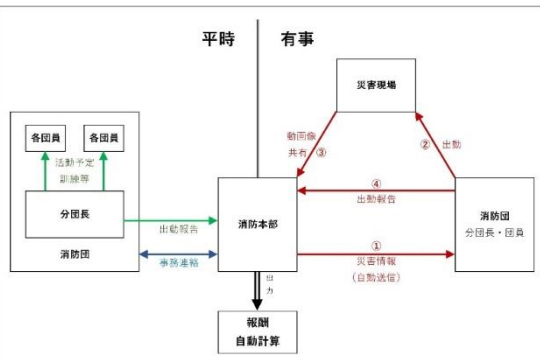 平時
有事
災害現場
各団員
各団員
活動予定
訓練等
分団長
消防団
出動報告
事務連絡
消防本部
動画像
共有
③
②
出動
④
出動報告
①
災害情報
（自動送信）
消防団
分団長・団員
出
力
報酬
自動計算